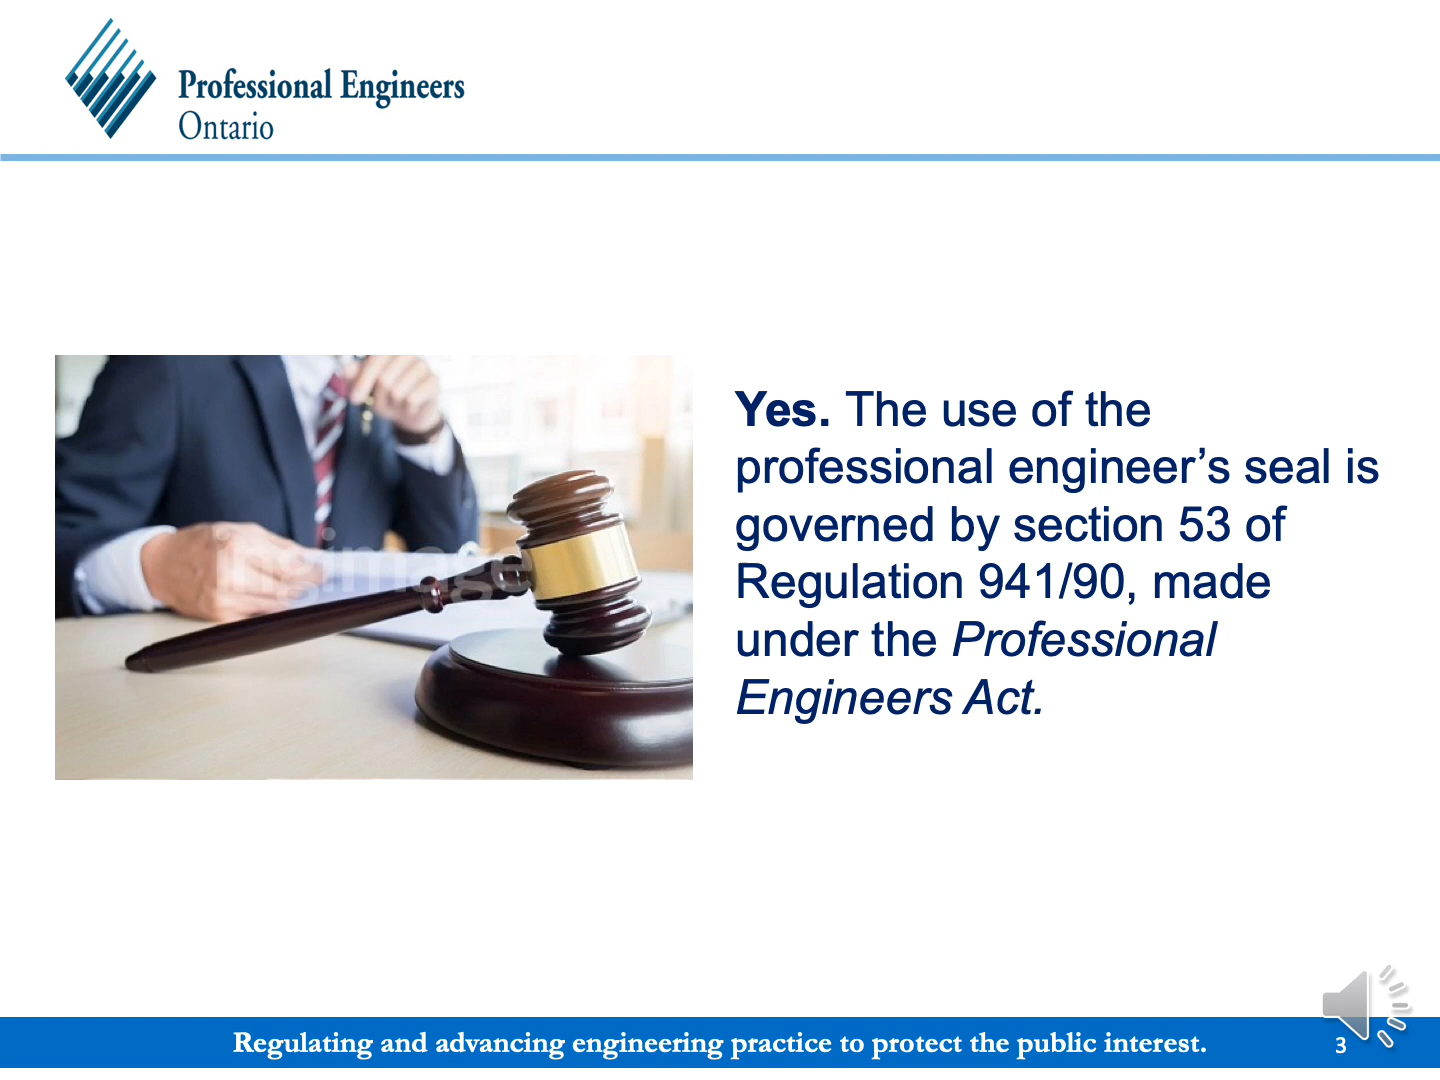 Professional Engineers
Ontario
ingimage
Yes. The use of the
professional engineer’s seal is
governed by section 53 of
Regulation 941/90, made
under the Professional
Engineers Act.
Regulating and advancing engineering practice to protect the public interest.
3